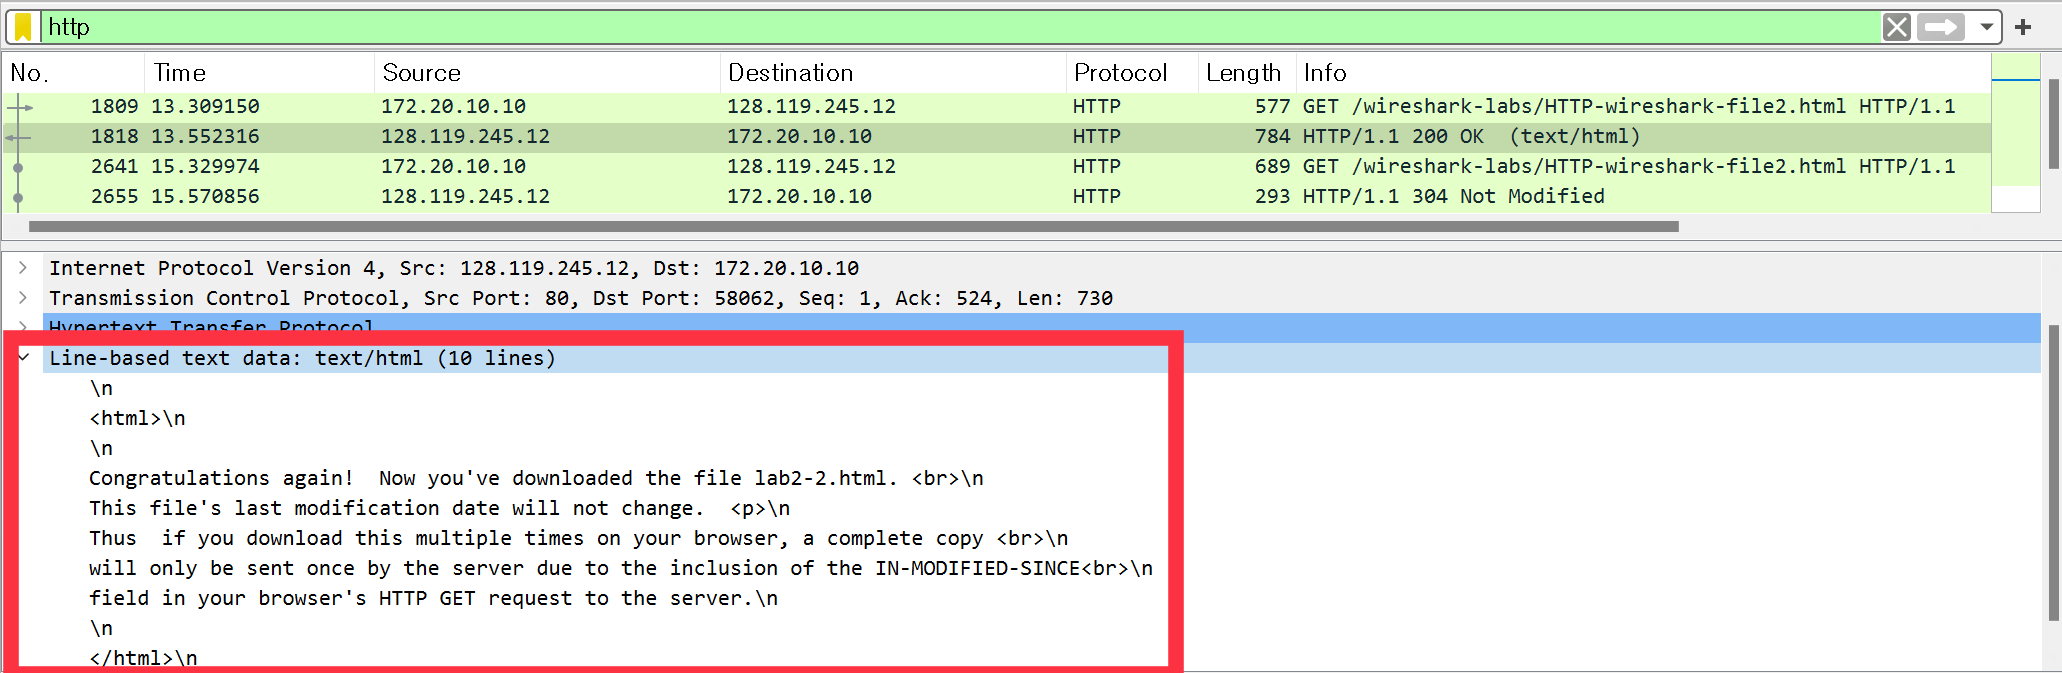 http
No. Time Source Destination Protocol Length Info
1809 13.309150 172.20.10.10 128.119.245.12 HTTP 577 GET /wireshark-labs/HTTP-wireshark-file2.html HTTP/1.1
1818 13.552316 128.119.245.12 172.20.10.10 HTTP 784 HTTP/1.1 200 OK  (text/html)
2641 15.329974 172.20.10.10 128.119.245.12 HTTP 689 GET /wireshark-labs/HTTP-wireshark-file2.html HTTP/1.1
2655 15.570856 128.119.245.12 172.20.10.10 HTTP 293 HTTP/1.1 304 Not Modified
Internet Protocol Version 4, Src: 128.119.245.12, Dst: 172.20.10.10
Transmission Control Protocol, Src Port: 80, Dst Port: 58062, Seq: 1, Ack: 524, Len: 730
Hypertext Transfer Protocol
Line-based text data: text/html (10 lines)
\n
<html>\n
\n
Congratulations again!  Now you've downloaded the file lab2-2.html. <br>\n
This file's last modification date will not change.  <p>\n
Thus  if you download this multiple times on your browser, a complete copy <br>\n
will only be sent once by the server due to the inclusion of the IN-MODIFIED-SINCE<br>\n
field in your browser's HTTP GET request to the server.\n
\n
</html>\n